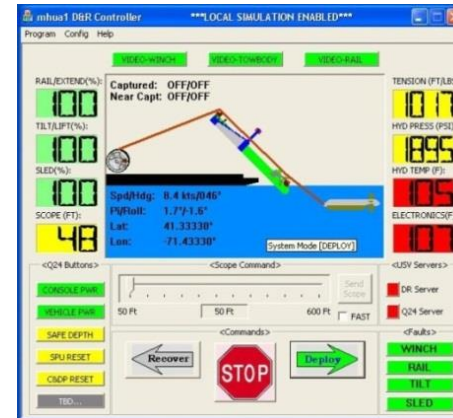 mhua1 D&R Controller ***LOCAL SIMULATION ENABLED***
Program Config Help
VIDEO-WINCH VIDEO-TOWBODY VIDEO-RAIL
RAIL/EXTEND(%):
100
TILT/LIFT(%):
100
SLED(%):
100
SCOPE (FT):
48
Captured: OFF/OFF
Near Capt: OFF/OFF
Spd/Hdg: 8.4 kts/046°
Pi/Roll: 1.7°/-1.6°
Lat: 41.33330°
Lon: -71.43330°
System Mode [DEPLOY]
TENSION (FT/LBS
1017
HYD PRESS (PSI)
1895
HYD TEMP (F):
105
ELECTRONICS(F
107
<Q24 Buttons>
CONSOLE PWR
VEHICLE PWR
SAFE DEPTH
SPU RESET
CBDP RESET
TBD...
<Scope Command>
Send
Scope
50 Ft 50 Ft 600 Ft FAST
<Commands>
Recover STOP Deploy
<USV Servers>
DR Server
Q24 Server
<Faults>
WINCH
RAIL
TILT
SLED